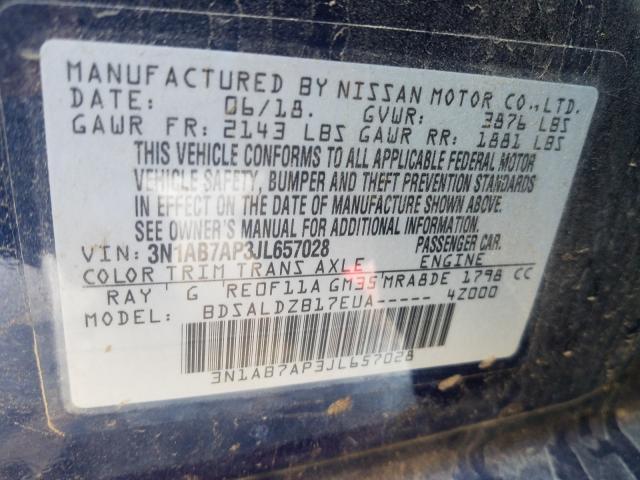 MANUFACTURED BY NISSAN MOTOR CO.,LTD.
DATE: 06/18. GVWR: 3876 LBS
GAWR FR: 2143 LBS GAWR RR: 1881 LBS
THIS VEHICLE CONFORMS TO ALL APPLICABLE FEDERAL MOTOR
VEHICLE SAFETY, BUMPER AND THEFT PREVENTION STANDARDS
IN EFFECT ON THE DATE OF MANUFACTURE SHOWN ABOVE.
SEE OWNER'S MANUAL FOR ADDITIONAL INFORMATION
VIN: 3N1AB7AP3JL657028 PASSENGER CAR.
COLOR TRIM TRANS AXLE ENGINE
RAY G RE0F11A GM35 MRA8DE 1798 CC
MODEL: BDSALDZB17EUA----- 4Z000
3N1AB7AP3JL657028